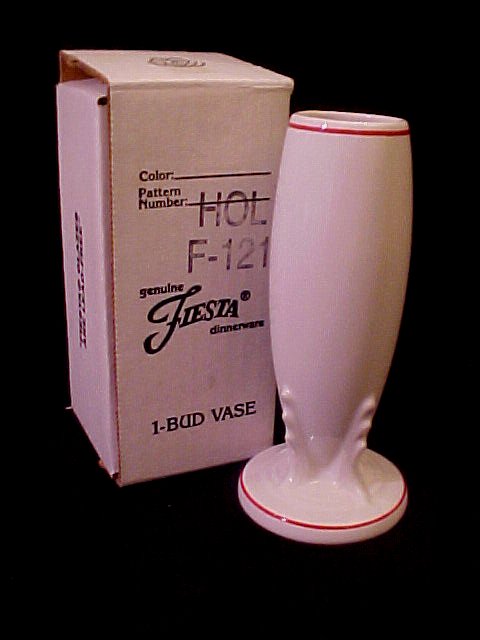 Color:
Pattern
Number: HOL
F-121
genuine
FIESTA®
dinnerware
1-BUD VASE